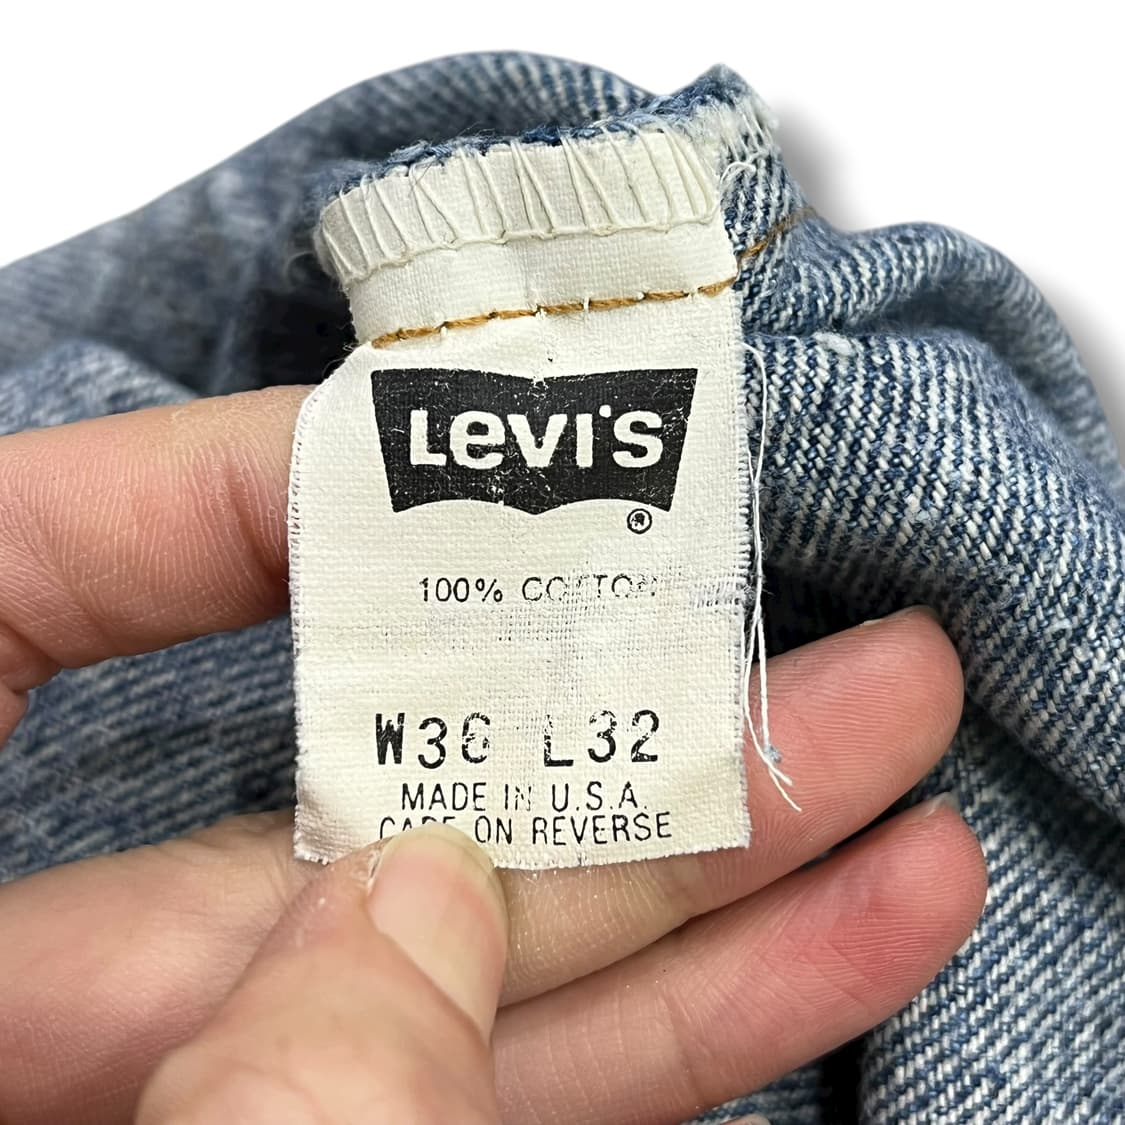 Levi's
®
100% COTTON
W36 L32
MADE IN U.S.A.
CARE ON REVERSE